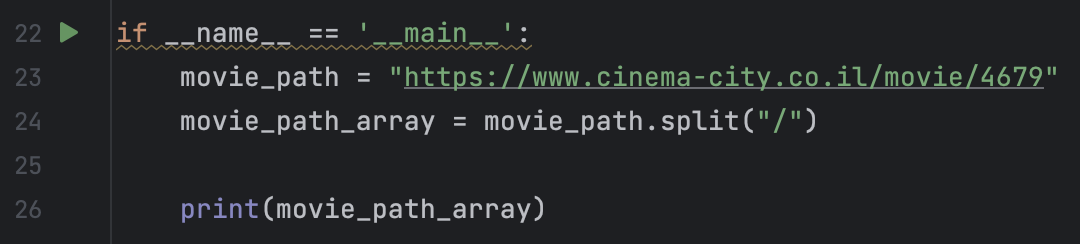 22 if __name__ == '__main__':
23     movie_path = "https://www.cinema-city.co.il/movie/4679"
24     movie_path_array = movie_path.split("/")
25
26     print(movie_path_array)